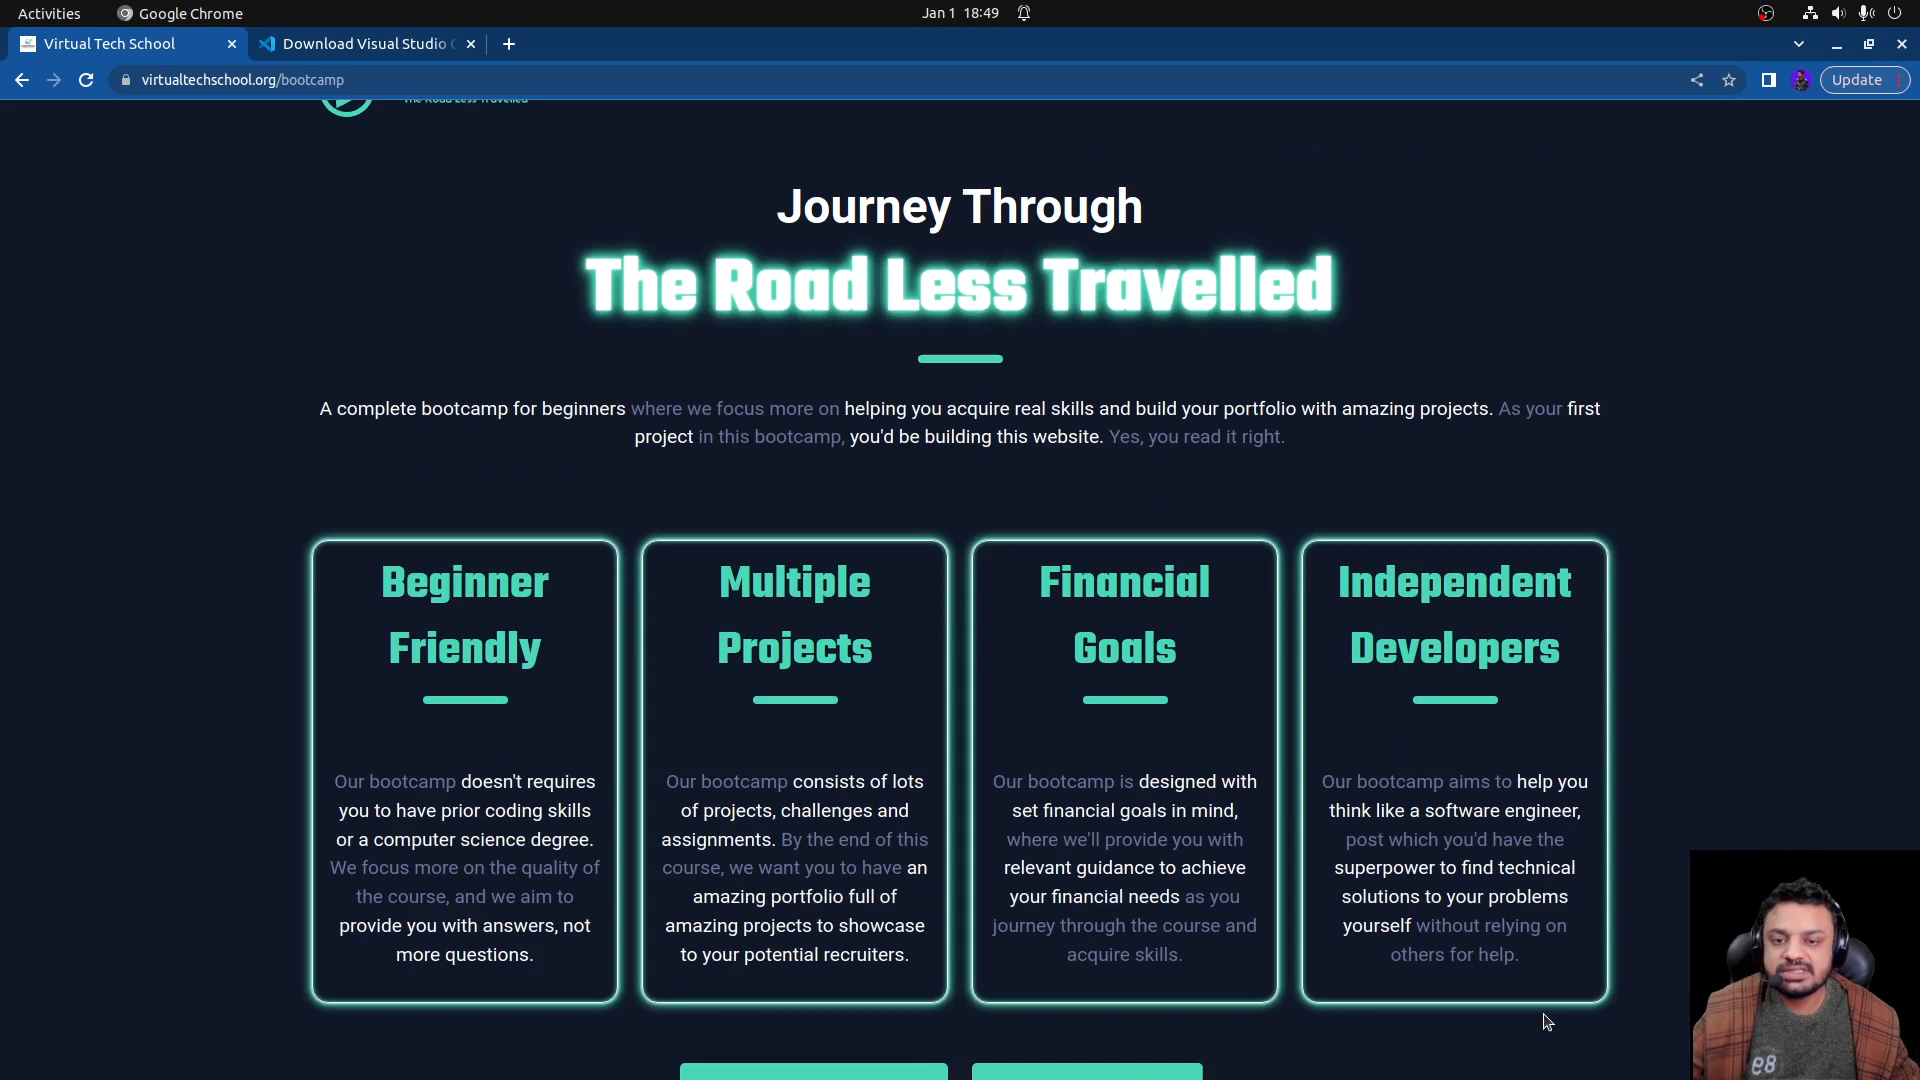 Activities
Google Chrome
Jan 1 18:49
Virtual Tech School
Download Visual Studio
virtualtechschool.org/bootcamp
Update
The Road Less Travelled
Journey Through
The Road Less Travelled
A complete bootcamp for beginners where we focus more on helping you acquire real skills and build your portfolio with amazing projects. As your first
project in this bootcamp, you'd be building this website. Yes, you read it right.
Beginner
Friendly
Our bootcamp doesn't requires
you to have prior coding skills
or a computer science degree.
We focus more on the quality of
the course, and we aim to
provide you with answers, not
more questions.
Multiple
Projects
Our bootcamp consists of lots
of projects, challenges and
assignments. By the end of this
course, we want you to have an
amazing portfolio full of
amazing projects to showcase
to your potential recruiters.
Financial
Goals
Our bootcamp is designed with
set financial goals in mind,
where we'll provide you with
relevant guidance to achieve
your financial needs as you
journey through the course and
acquire skills.
Independent
Developers
Our bootcamp aims to help you
think like a software engineer,
post which you'd have the
superpower to find technical
solutions to your problems
yourself without relying on
others for help.